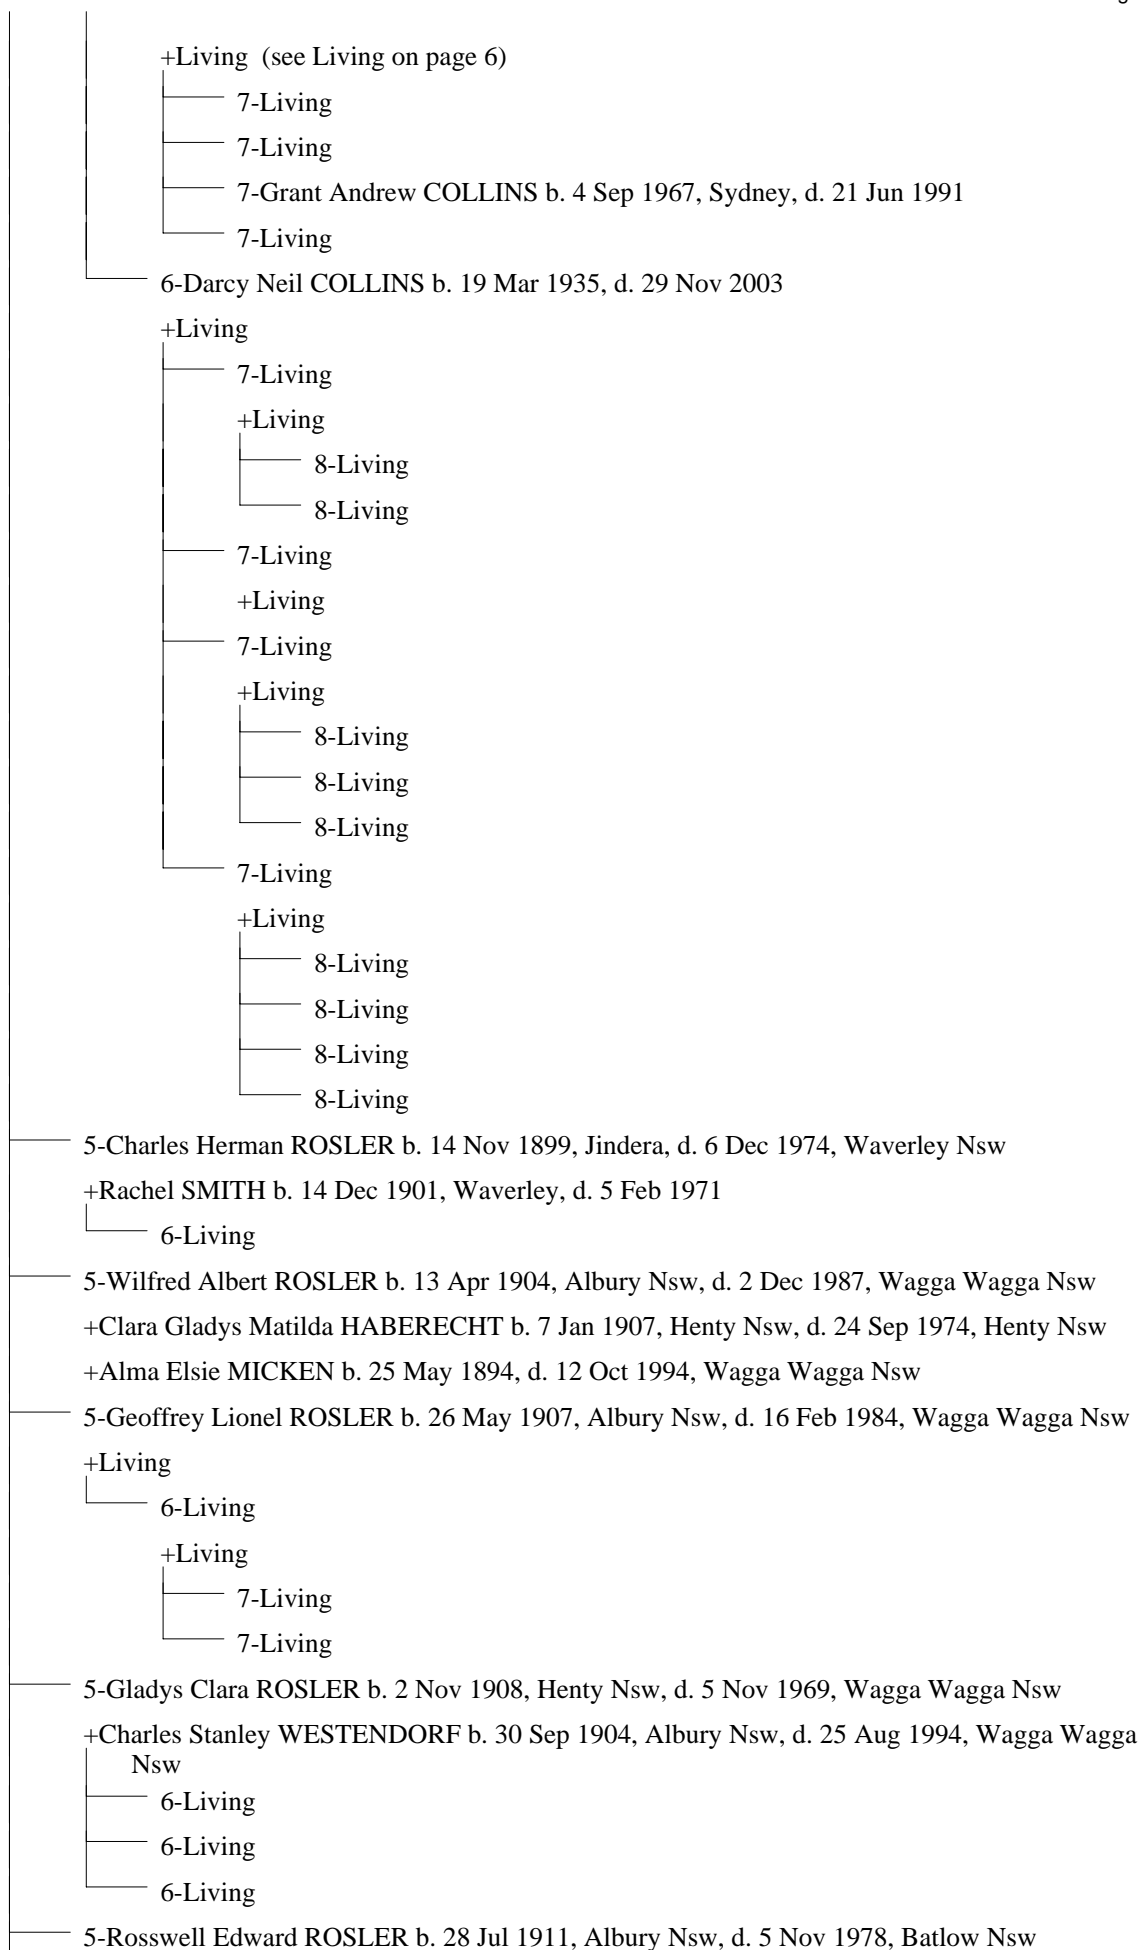 +Living (see Living on page 6)
7-Living
7-Living
7-Grant Andrew COLLINS b. 4 Sep 1967, Sydney, d. 21 Jun 1991
7-Living
6-Darcy Neil COLLINS b. 19 Mar 1935, d. 29 Nov 2003
+Living
7-Living
+Living
8-Living
8-Living
7-Living
+Living
7-Living
+Living
8-Living
8-Living
8-Living
7-Living
+Living
8-Living
8-Living
8-Living
8-Living
5-Charles Herman ROSLER b. 14 Nov 1899, Jindera, d. 6 Dec 1974, Waverley Nsw
+Rachel SMITH b. 14 Dec 1901, Waverley, d. 5 Feb 1971
6-Living
5-Wilfred Albert ROSLER b. 13 Apr 1904, Albury Nsw, d. 2 Dec 1987, Wagga Wagga Nsw
+Clara Gladys Matilda HABERECHT b. 7 Jan 1907, Henty Nsw, d. 24 Sep 1974, Henty Nsw
+Alma Elsie MICKEN b. 25 May 1894, d. 12 Oct 1994, Wagga Wagga Nsw
5-Geoffrey Lionel ROSLER b. 26 May 1907, Albury Nsw, d. 16 Feb 1984, Wagga Wagga Nsw
+Living
6-Living
+Living
7-Living
7-Living
5-Gladys Clara ROSLER b. 2 Nov 1908, Henty Nsw, d. 5 Nov 1969, Wagga Wagga Nsw
+Charles Stanley WESTENDORF b. 30 Sep 1904, Albury Nsw, d. 25 Aug 1994, Wagga Wagga
Nsw
6-Living
6-Living
6-Living
5-Rosswell Edward ROSLER b. 28 Jul 1911, Albury Nsw, d. 5 Nov 1978, Batlow Nsw